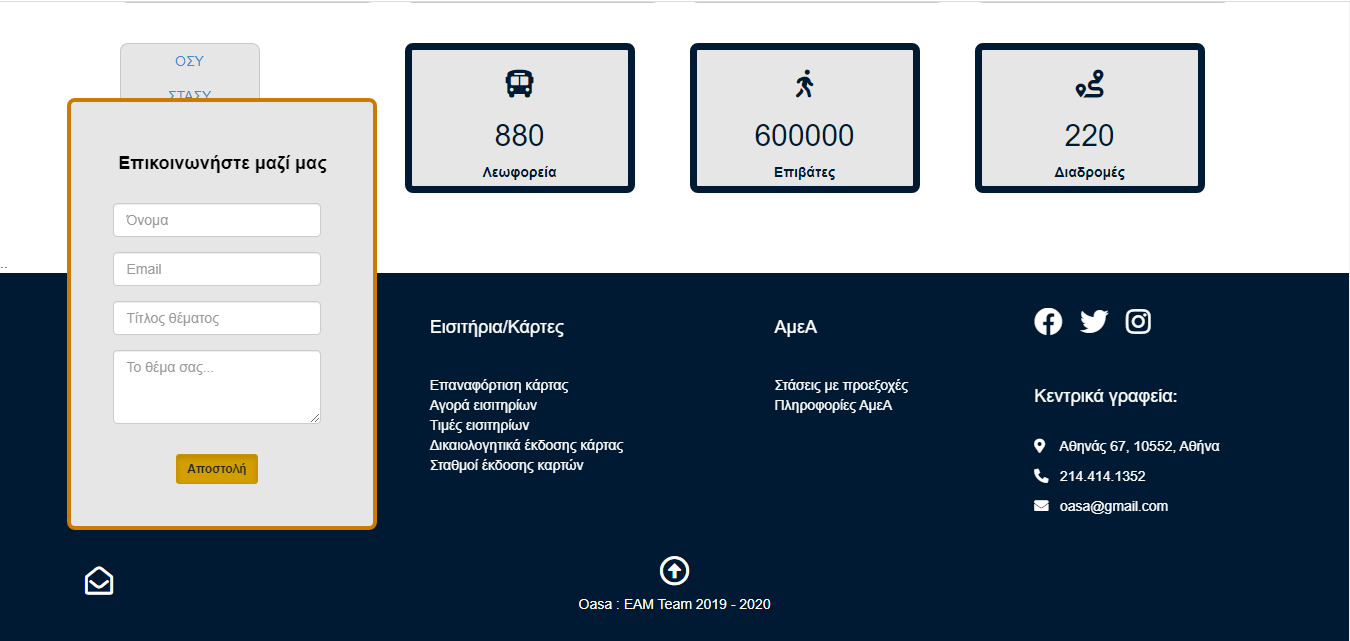 ΟΣΥ
ΣΤΑΣΥ
880
Λεωφορεία
600000
Επιβάτες
220
Διαδρομές
Επικοινωνήστε μαζί μας
Όνομα
Email
Τίτλος θέματος
Το θέμα σας...
Αποστολή
..
Εισιτήρια/Κάρτες
Επαναφόρτιση κάρτας
Αγορά εισιτηρίων
Τιμές εισιτηρίων
Δικαιολογητικά έκδοσης κάρτας
Σταθμοί έκδοσης καρτών
ΑμεΑ
Στάσεις με προεξοχές
Πληροφορίες ΑμεΑ
Κεντρικά γραφεία:
Αθηνάς 67, 10552, Αθήνα
214.414.1352
oasa@gmail.com
Oasa : EAM Team 2019 - 2020